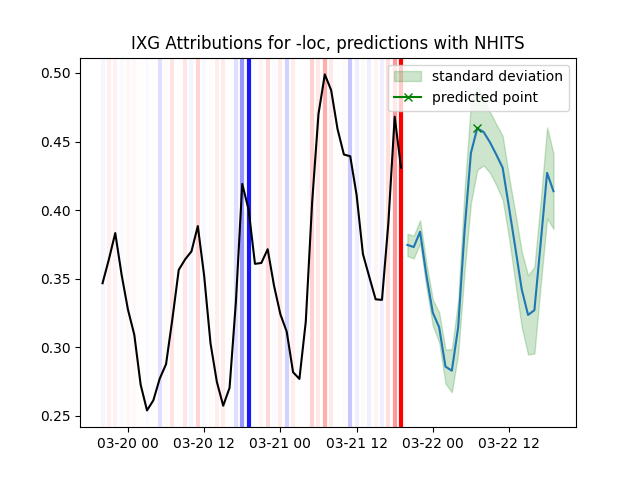 IXG Attributions for -loc, predictions with NHITS
standard deviation
predicted point
0.50
0.45
0.40
0.35
0.30
0.25
03-20 00 03-20 12 03-21 00 03-21 12 03-22 00 03-22 12